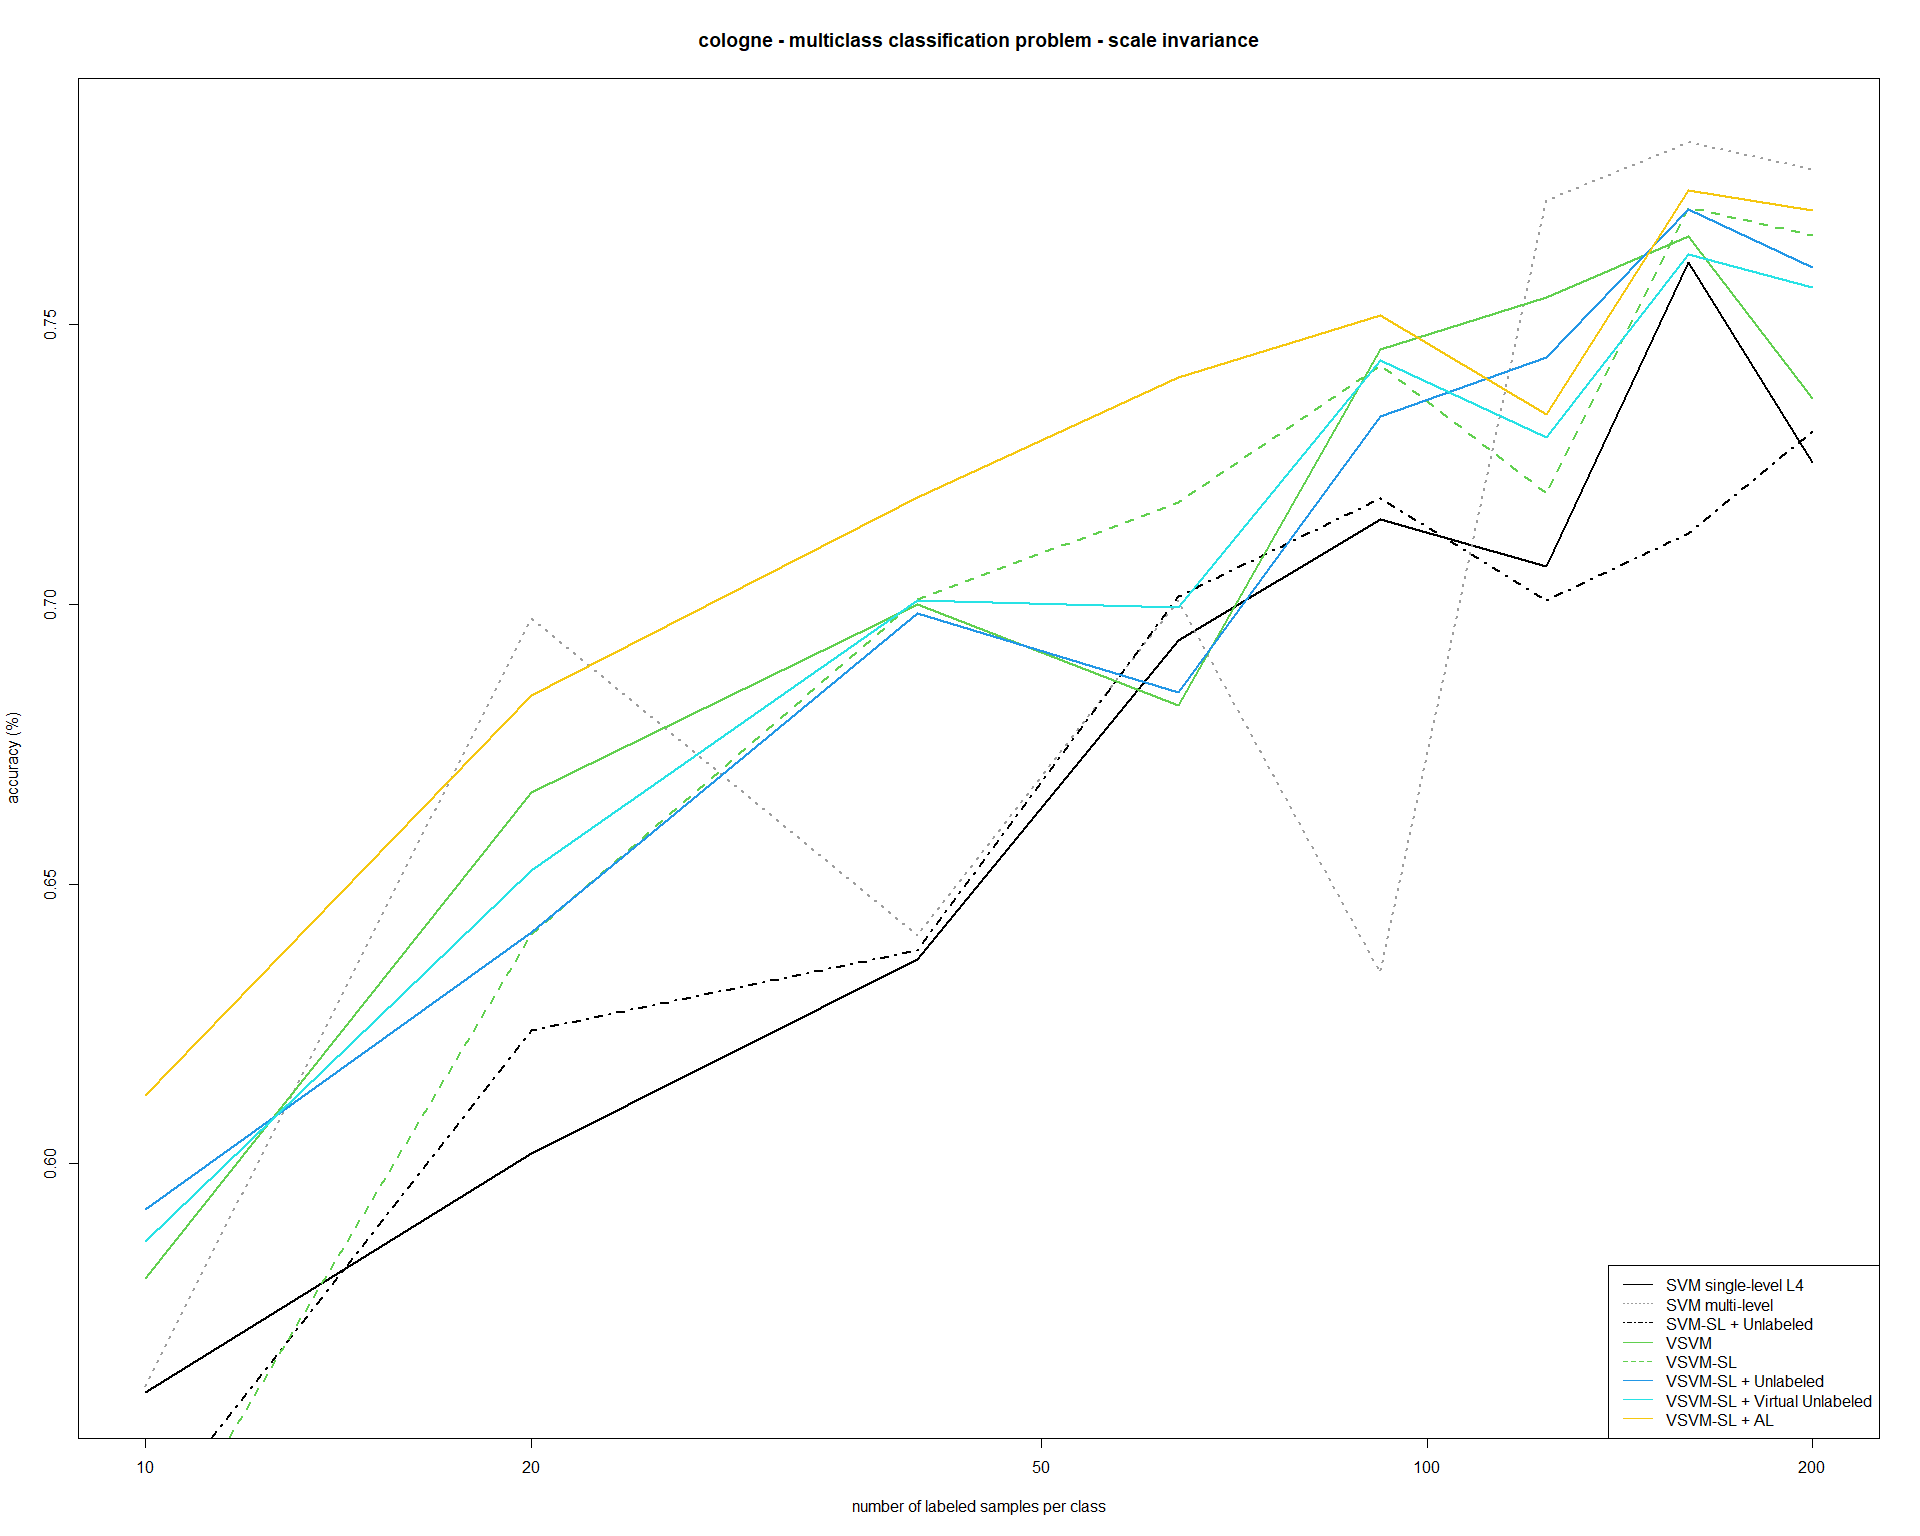 cologne - multiclass classification problem - scale invariance
accuracy (%)
0.75
0.70
0.65
0.60
10
20
50
100
200
number of labeled samples per class
SVM single-level L4
SVM multi-level
SVM-SL + Unlabeled
VSVM
VSVM-SL
VSVM-SL + Unlabeled
VSVM-SL + Virtual Unlabeled
VSVM-SL + AL